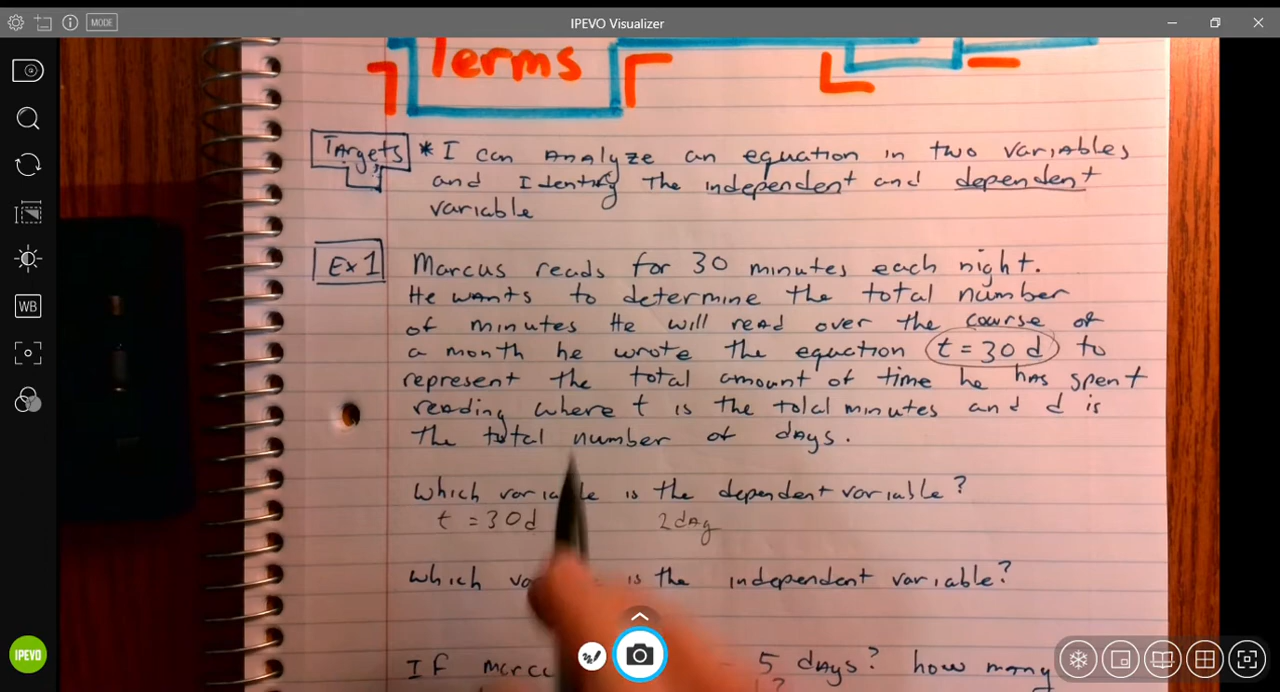 MODE
IPEVO Visualizer
Terms
Targets
* I can Analyze an equation in two variables
and Identify The independent and dependent
variable
Ex 1
Marcus reads for 30 minutes each night.
He wants to determine the total number
of minutes He will read over the course of
a month he wrote the equation t = 30 d to
represent the total amount of time he has spent
reading where t is the total minutes and d is
the total number of days.
Which variable is the dependent variable?
t = 30d 2 day
which is the independent variable?
If 5 days? how many
WB
IPEVO